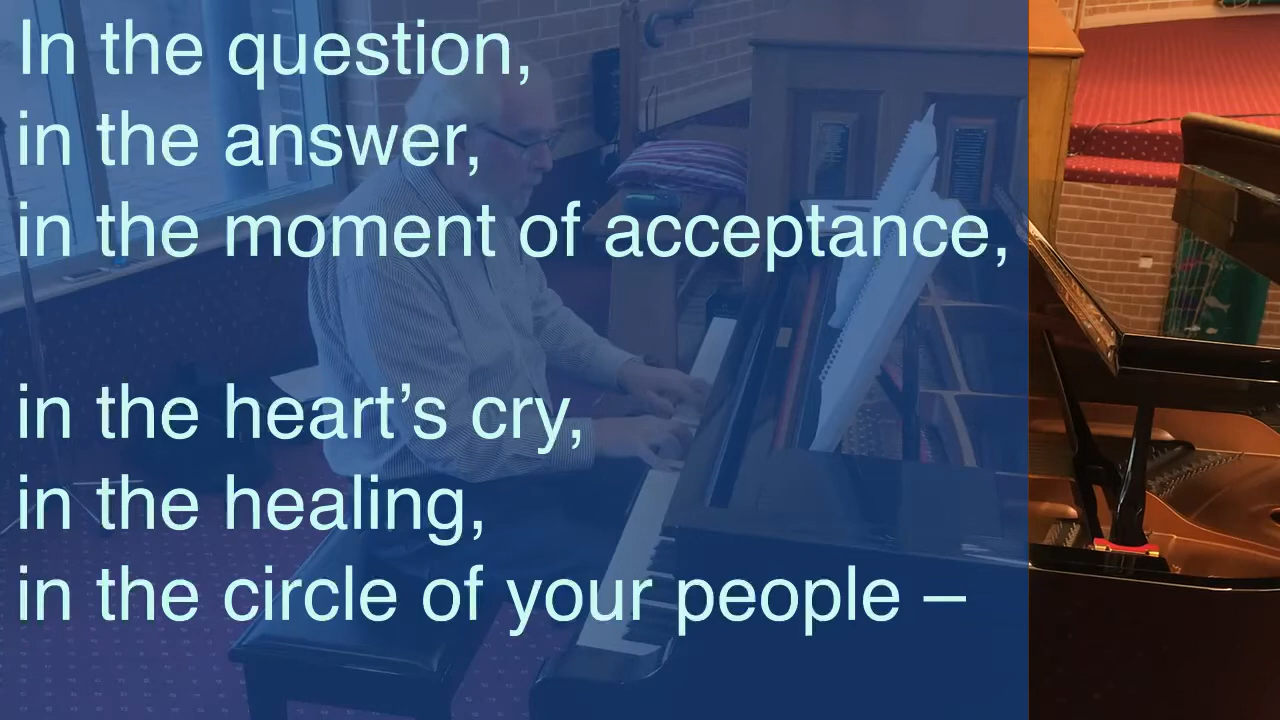 In the question,
in the answer,
in the moment of acceptance,
in the heart’s cry,
in the healing,
in the circle of your people –